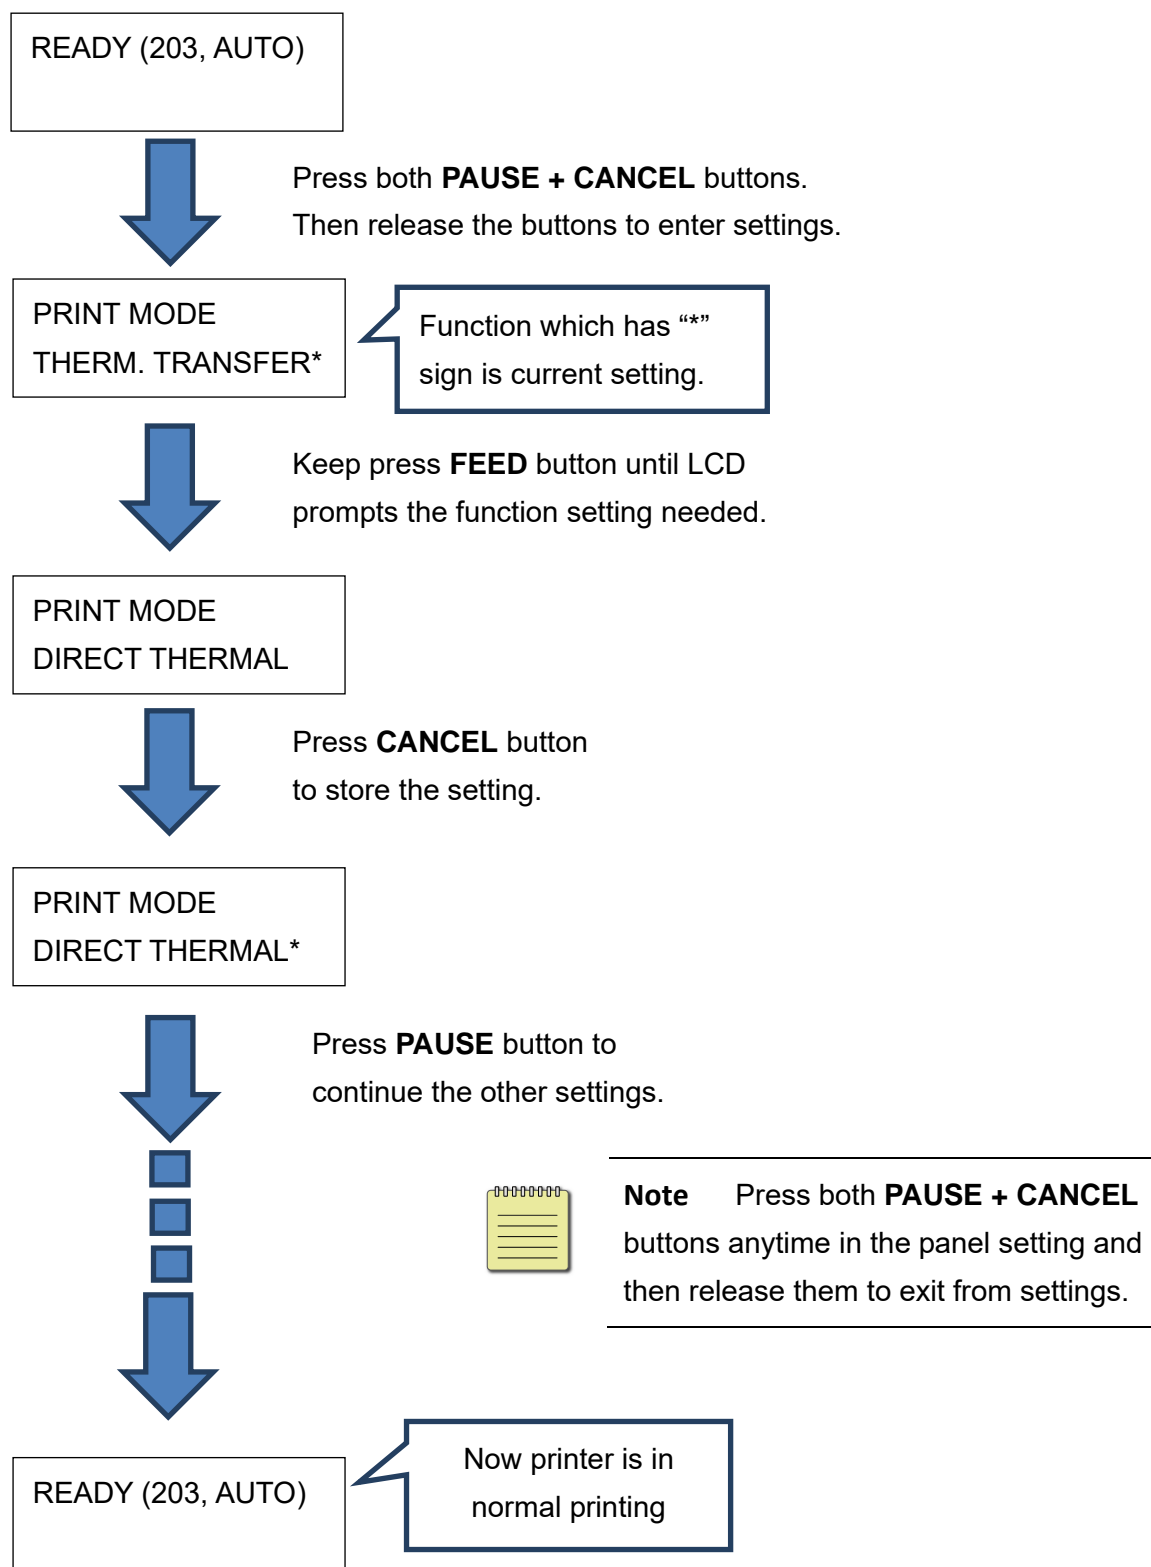 READY (203, AUTO)
Press both PAUSE + CANCEL buttons.
Then release the buttons to enter settings.
PRINT MODE
THERM. TRANSFER*
Function which has “*”
sign is current setting.
Keep press FEED button until LCD
prompts the function setting needed.
PRINT MODE
DIRECT THERMAL
Press CANCEL button
to store the setting.
PRINT MODE
DIRECT THERMAL*
Press PAUSE button to
continue the other settings.
Note Press both PAUSE + CANCEL
buttons anytime in the panel setting and
then release them to exit from settings.
Now printer is in
normal printing
READY (203, AUTO)